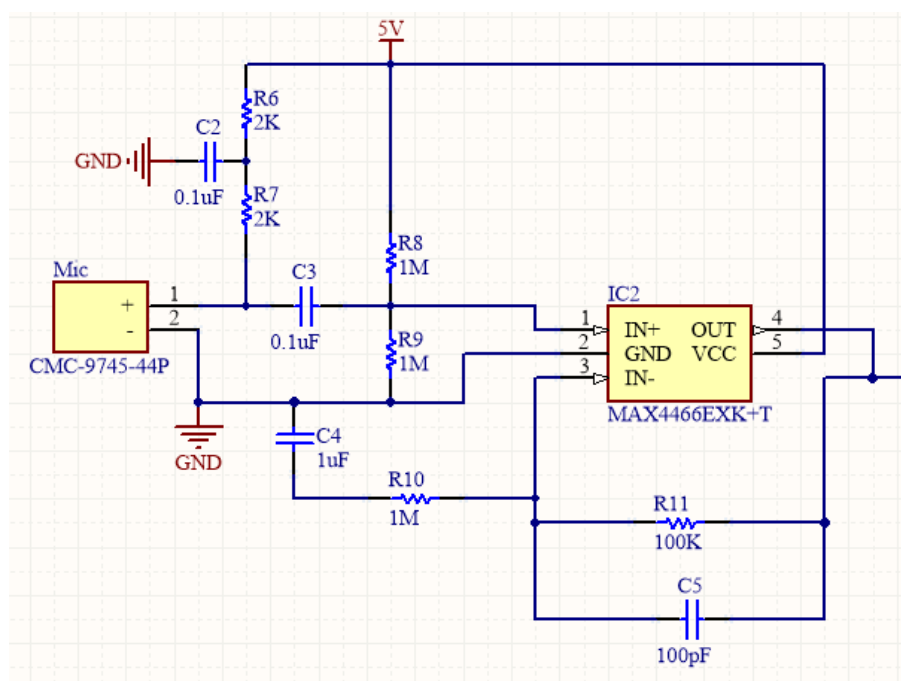 5V
R6
2K
C2
GND
0.1uF
R7
2K
R8
1M
Mic
C3
1
+
2
-
0.1uF
CMC-9745-44P
R9
1M
IC2
1
IN+
OUT
4
2
GND
VCC
5
3
IN-
MAX4466EXK+T
GND
C4
1uF
R10
1M
R11
100K
C5
100pF